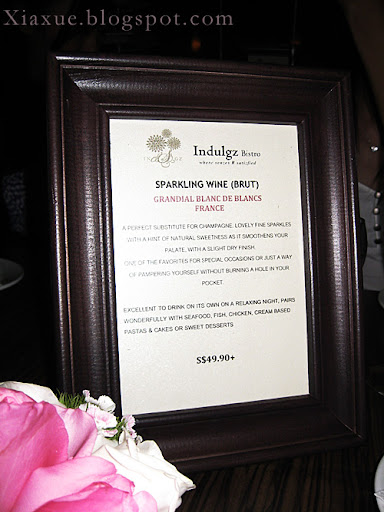 Xiaxue.blogspot.com
Indulgz Bistro
where senses R satisfied
SPARKLING WINE (BRUT)
GRANDIAL BLANC DE BLANCS
FRANCE
A PERFECT SUBSTITUTE FOR CHAMPAGNE. LOVELY FINE SPARKLES
WITH A HINT OF NATURAL SWEETNESS AS IT SMOOTHENS YOUR
PALATE, WITH A SLIGHT DRY FINISH.
ONE OF THE FAVORITES FOR SPECIAL OCCASIONS OR JUST A WAY
OF PAMPERING YOURSELF WITHOUT BURNING A HOLE IN YOUR
POCKET.
EXCELLENT TO DRINK ON ITS OWN ON A RELAXING NIGHT, PAIRS
WONDERFULLY WITH SEAFOOD, FISH, CHICKEN, CREAM BASED
PASTAS & CAKES OR SWEET DESSERTS
S$49.90+